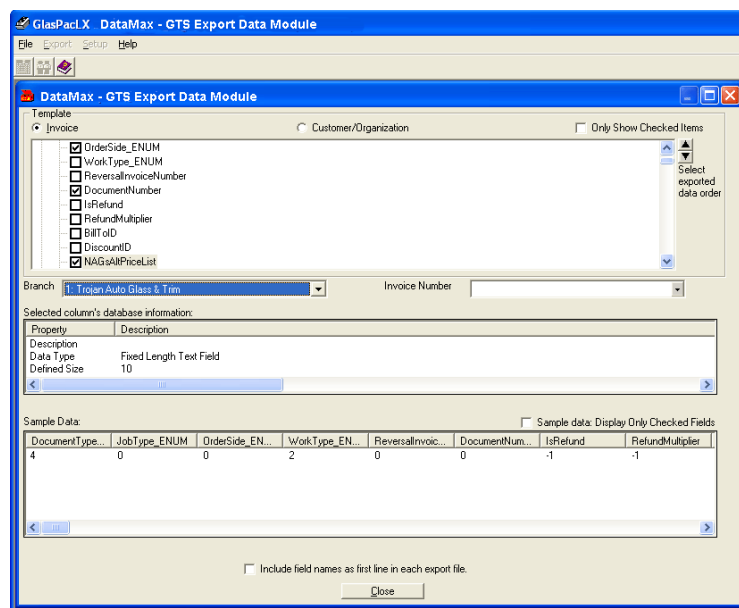 GlasPacLX DataMax - GTS Export Data Module
File Export Setup Help
DataMax - GTS Export Data Module
Template
Invoice Customer/Organization Only Show Checked Items
OrderSide_ENUM
WorkType_ENUM
ReversalInvoiceNumber
DocumentNumber
IsRefund
RefundMultiplier
BillToID
DiscountID
NAGsAltPriceList
Select
exported
data order
Branch 1: Trojan Auto Glass & Trim Invoice Number
Selected column's database information:
Property Description
Description
Data Type Fixed Length Text Field
Defined Size 10
Sample Data: Sample data: Display Only Checked Fields
DocumentType... JobType_ENUM OrderSide_EN... WorkType_EN... ReversalInvoic... DocumentNum... IsRefund RefundMultiplier
4 0 0 2 0 0 -1 -1
Include field names as first line in each export file.
Close